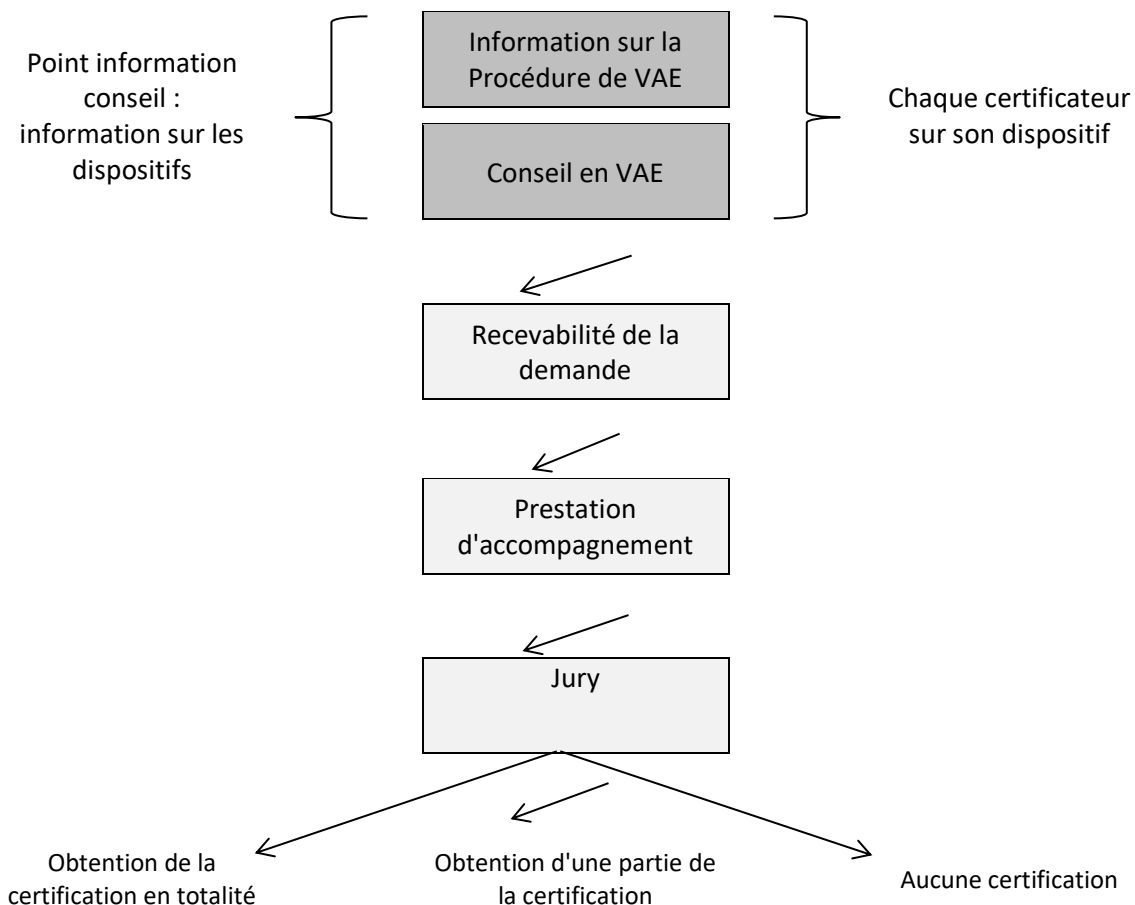 Point information
conseil :
information sur les
dispositifs
Information sur la
Procédure de VAE
Conseil en VAE
Chaque certificateur
sur son dispositif
Recevabilité de la
demande
Prestation
d'accompagnement
Jury
Obtention de la
certification en totalité
Obtention d'une partie de
la certification
Aucune certification